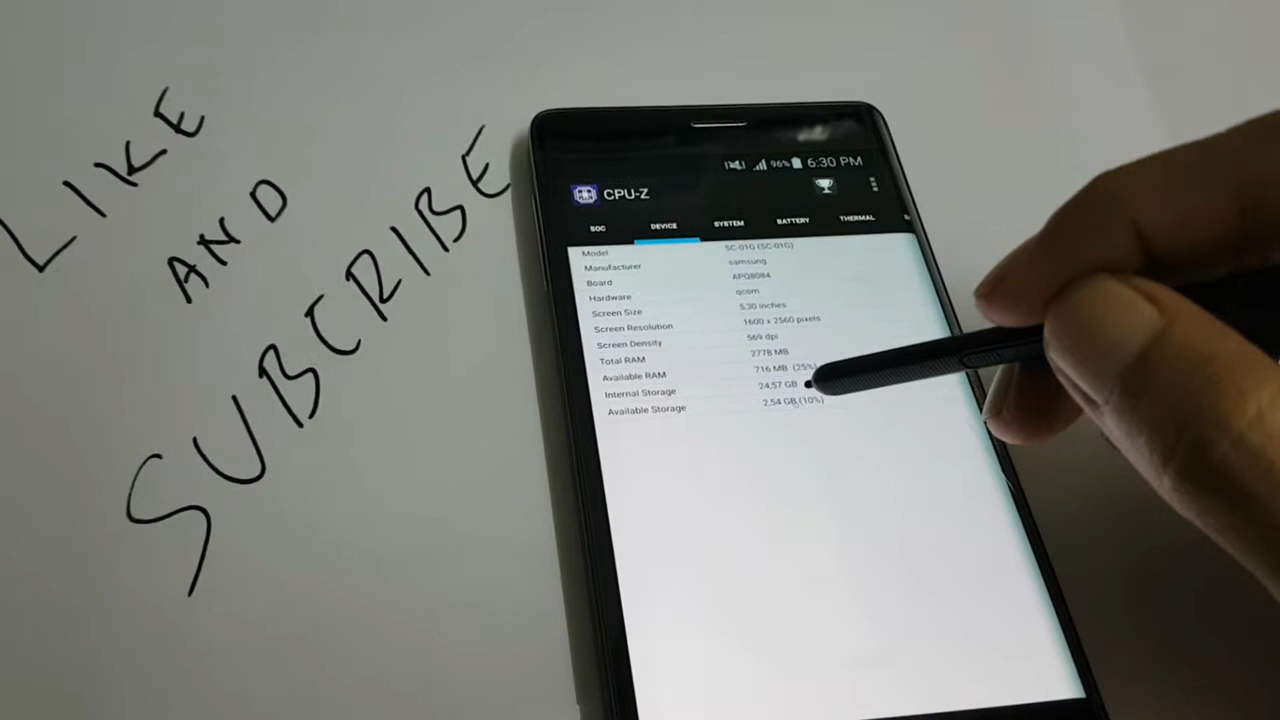 LIKE
AND
SUBCRIBE
96% 6:30 PM
CPU-Z
SOC DEVICE SYSTEM BATTERY THERMAL
Model SC-01G (SC-01G)
Manufacturer samsung
Board APQ8084
Hardware qcom
Screen Size 5,30 inches
Screen Resolution 1600 x 2560 pixels
Screen Density 569 dpi
Total RAM 2778 MB
Available RAM 716 MB (25%)
Internal Storage 24,57 GB
Available Storage 2,54 GB (10%)